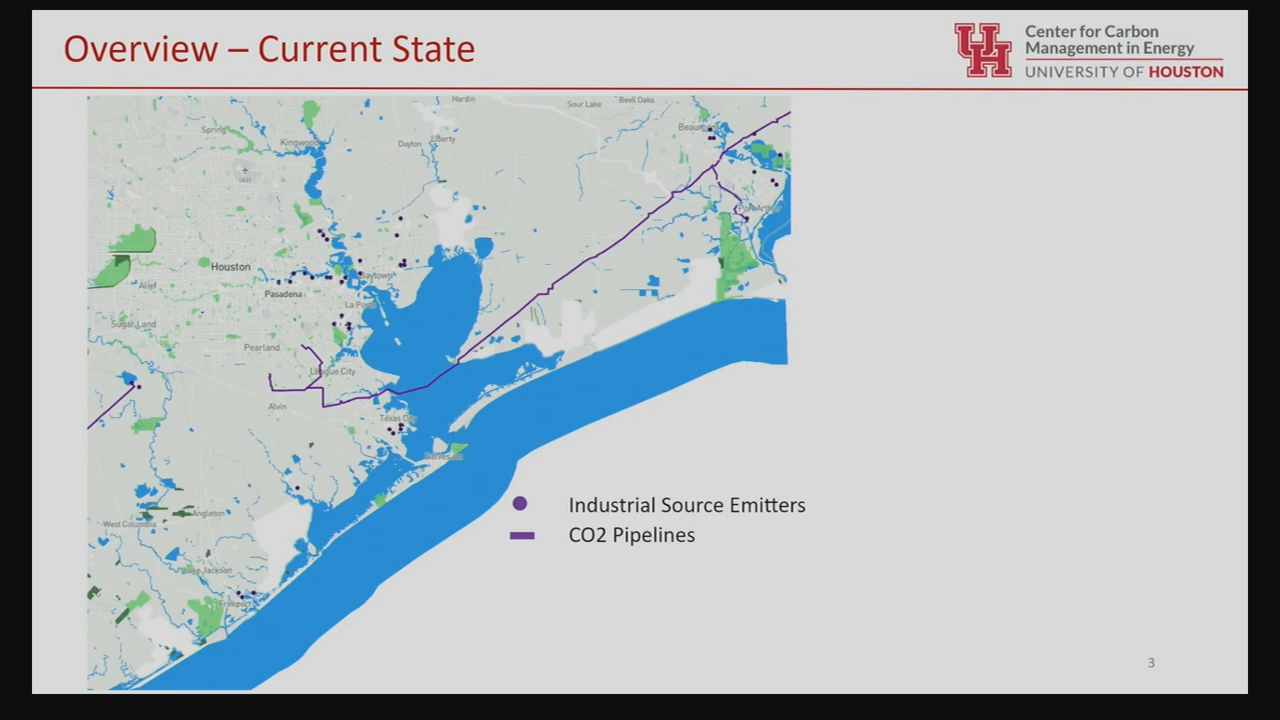 Overview – Current State
Center for Carbon
Management in Energy
UNIVERSITY OF HOUSTON
Hardin
Sour Lake
Bevil Oaks
Spring
Kingwood
Dayton
Liberty
IAH
Houston
Baytown
Alief
Pasadena
La Porte
Sugar Land
Pearland
League City
Alvin
Texas City
Galveston
Port Arthur
Industrial Source Emitters
CO2 Pipelines
Angleton
West Columbia
Lake Jackson
Freeport
3